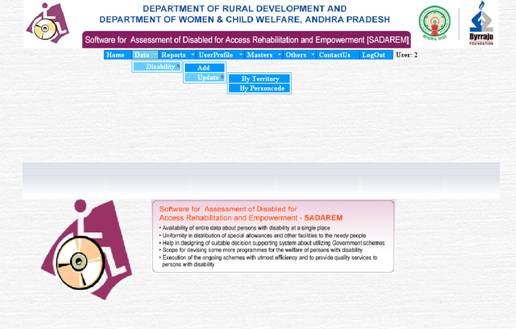 DEPARTMENT OF RURAL DEVELOPMENT AND
DEPARTMENT OF WOMEN & CHILD WELFARE, ANDHRA PRADESH
Software for Assessment of Disabled for Access Rehabilitation and Empowerment [SADAREM]
Byrraju
FOUNDATION
Home Data Reports UserProfile Masters Others ContactUs LogOut User: 2
Disability Add
Update By Territory
By Personcode
Software for Assessment of Disabled for
Access Rehabilitation and Empowerment - SADAREM
• Availability of entire data about persons with disability at a single place
• Uniformity in distribution of special allowances and other facilities to the needy people
• Help in designing of suitable decision supporting system about utilizing Government schemes
• Scope for devising some more programmes for the welfare of persons with disability
• Execution of the ongoing schemes with utmost efficiency and to provide quality services to
persons with disability